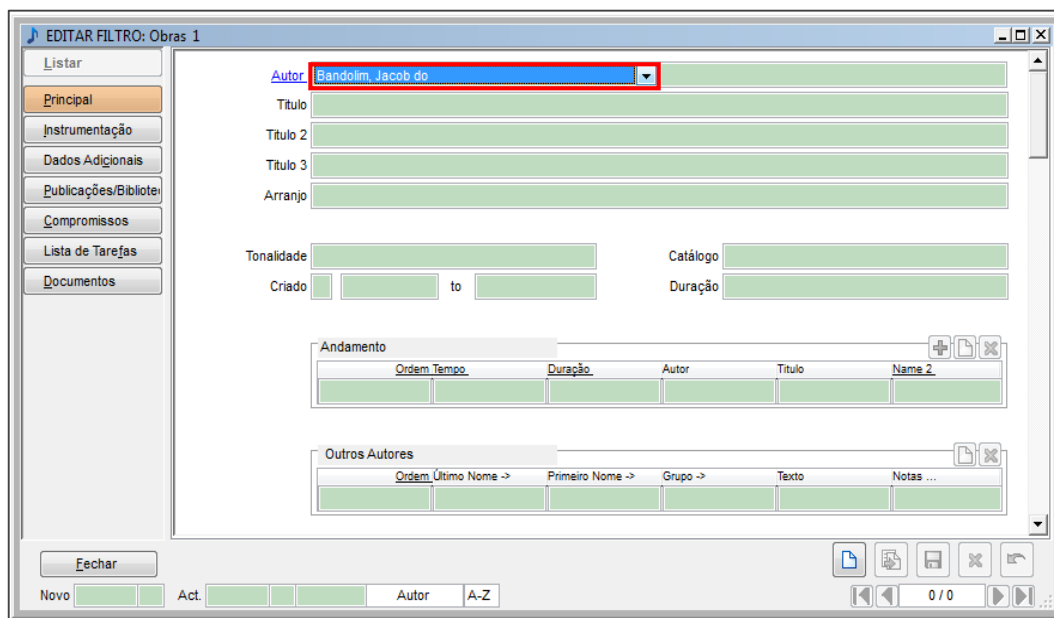 EDITAR FILTRO: Obras 1
Listar
Principal
Instrumentação
Dados Adicionais
Publicações/Bibliote
Compromissos
Lista de Tarefas
Documentos
Autor Bandolim, Jacob do
Titulo
Titulo 2
Titulo 3
Arranjo
Tonalidade Catálogo
Criado to Duração
Andamento
Ordem Tempo Duração Autor Titulo Name 2
Outros Autores
Ordem Último Nome -> Primeiro Nome -> Grupo -> Texto Notas ...
Fechar
Novo Act. Autor A-Z 0 / 0